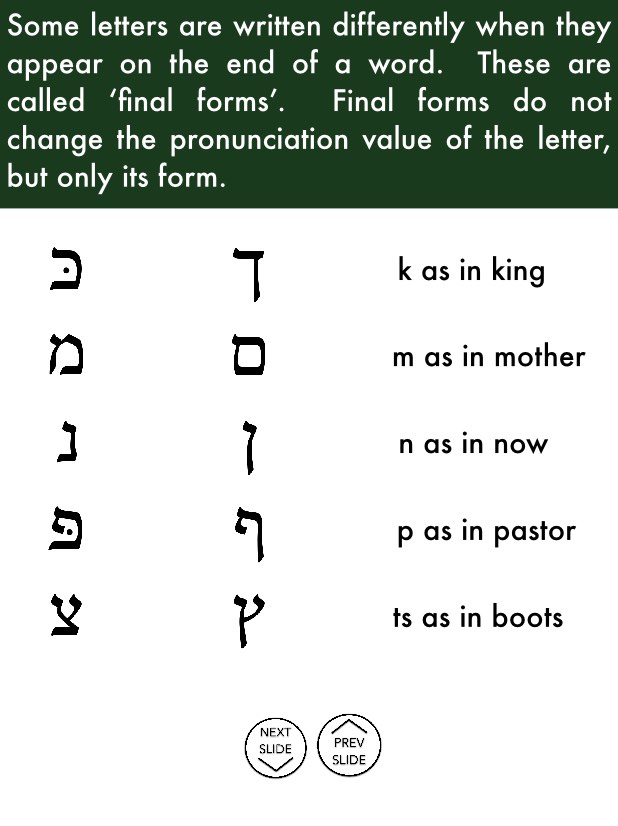 Some letters are written differently when they
appear on the end of a word. These are
called ‘final forms’. Final forms do not
change the pronunciation value of the letter,
but only its form.
כּ ך k as in king
מ ם m as in mother
נ ן n as in now
פּ ף p as in pastor
צ ץ ts as in boots
NEXT
SLIDE
PREV
SLIDE